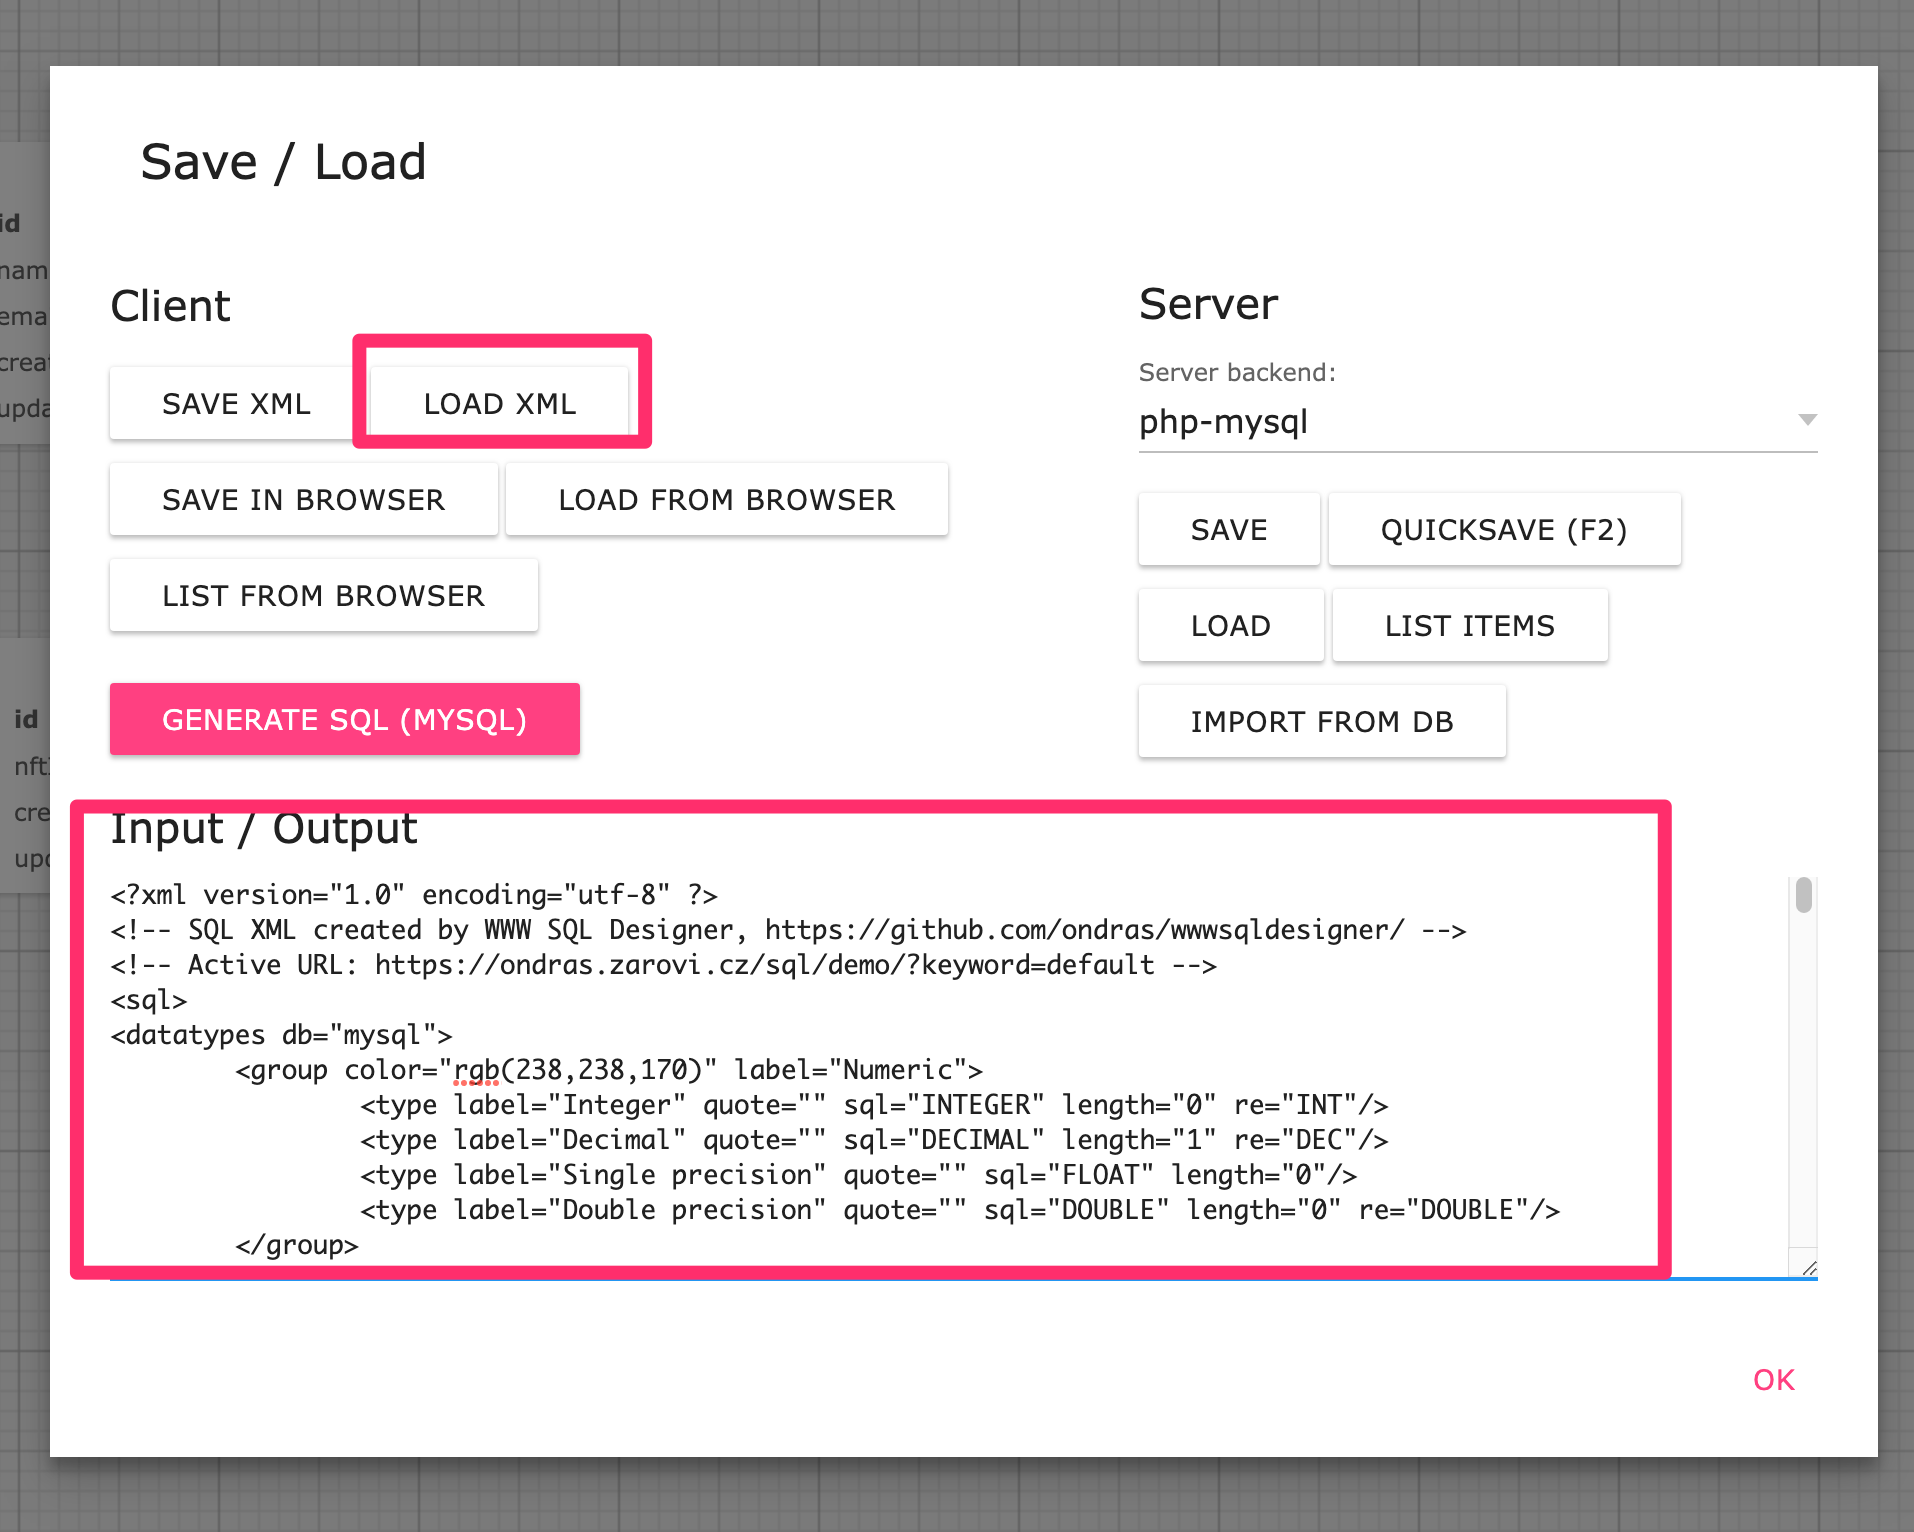 Save / Load
Client
SAVE XML
LOAD XML
SAVE IN BROWSER
LOAD FROM BROWSER
LIST FROM BROWSER
GENERATE SQL (MYSQL)
Server
Server backend:
php-mysql
SAVE
QUICKSAVE (F2)
LOAD
LIST ITEMS
IMPORT FROM DB
Input / Output
<?xml version="1.0" encoding="utf-8" ?>
<!-- SQL XML created by WWW SQL Designer, https://github.com/ondras/wwwsqldesigner/ -->
<!-- Active URL: https://ondras.zarovi.cz/sql/demo/?keyword=default -->
<sql>
<datatypes db="mysql">
	<group color="rgb(238,238,170)" label="Numeric">
		<type label="Integer" quote="" sql="INTEGER" length="0" re="INT"/>
		<type label="Decimal" quote="" sql="DECIMAL" length="1" re="DEC"/>
		<type label="Single precision" quote="" sql="FLOAT" length="0"/>
		<type label="Double precision" quote="" sql="DOUBLE" length="0" re="DOUBLE"/>
	</group>
OK
id
nam
ema
crea
upda
id
nft
cre
upd